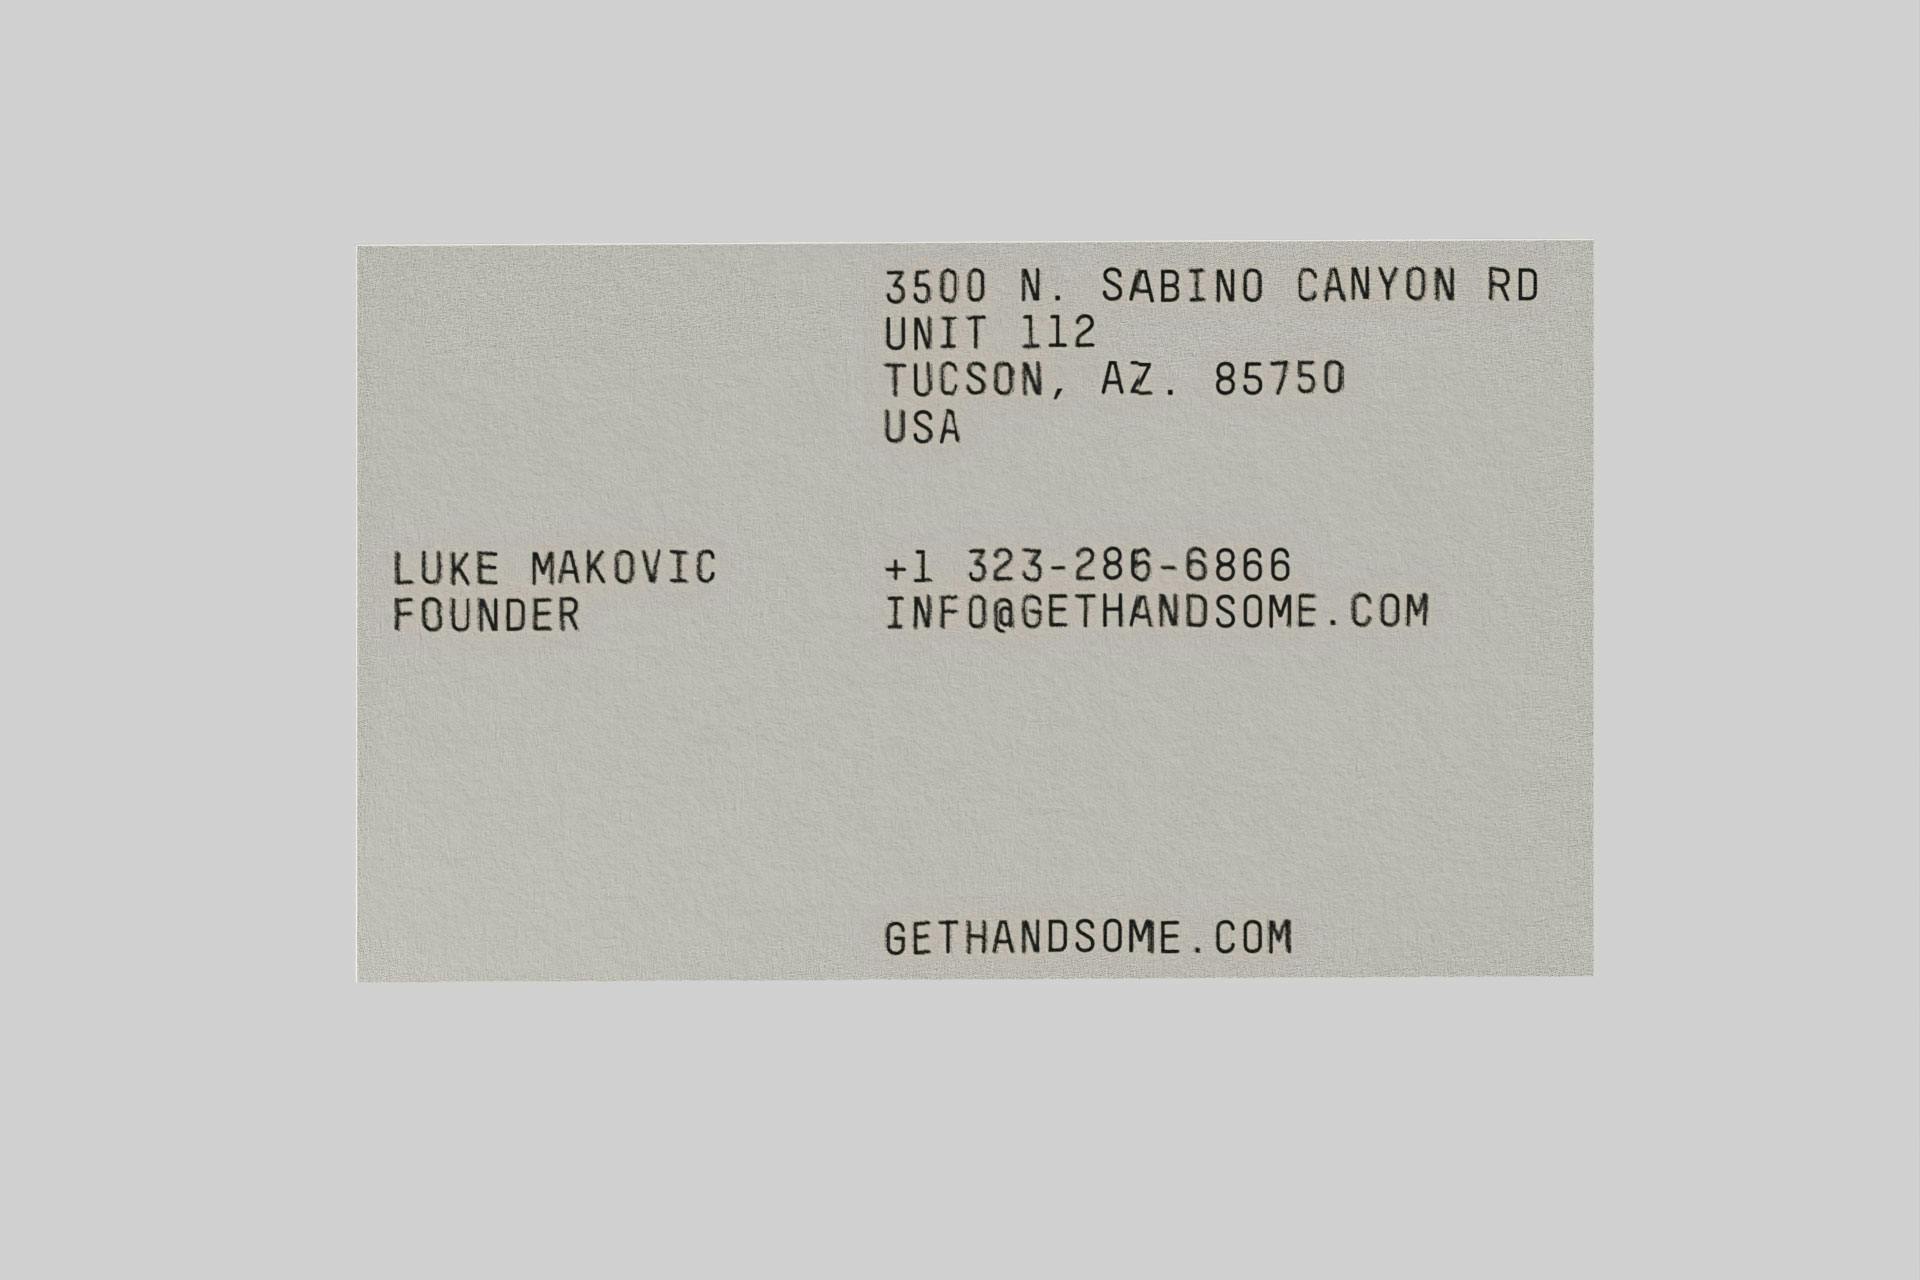 3500 N. SABINO CANYON RD
UNIT 112
TUCSON, AZ. 85750
USA
LUKE MAKOVIC
FOUNDER
+1 323-286-6866
INFO@GETHANDSOME.COM
GETHANDSOME.COM